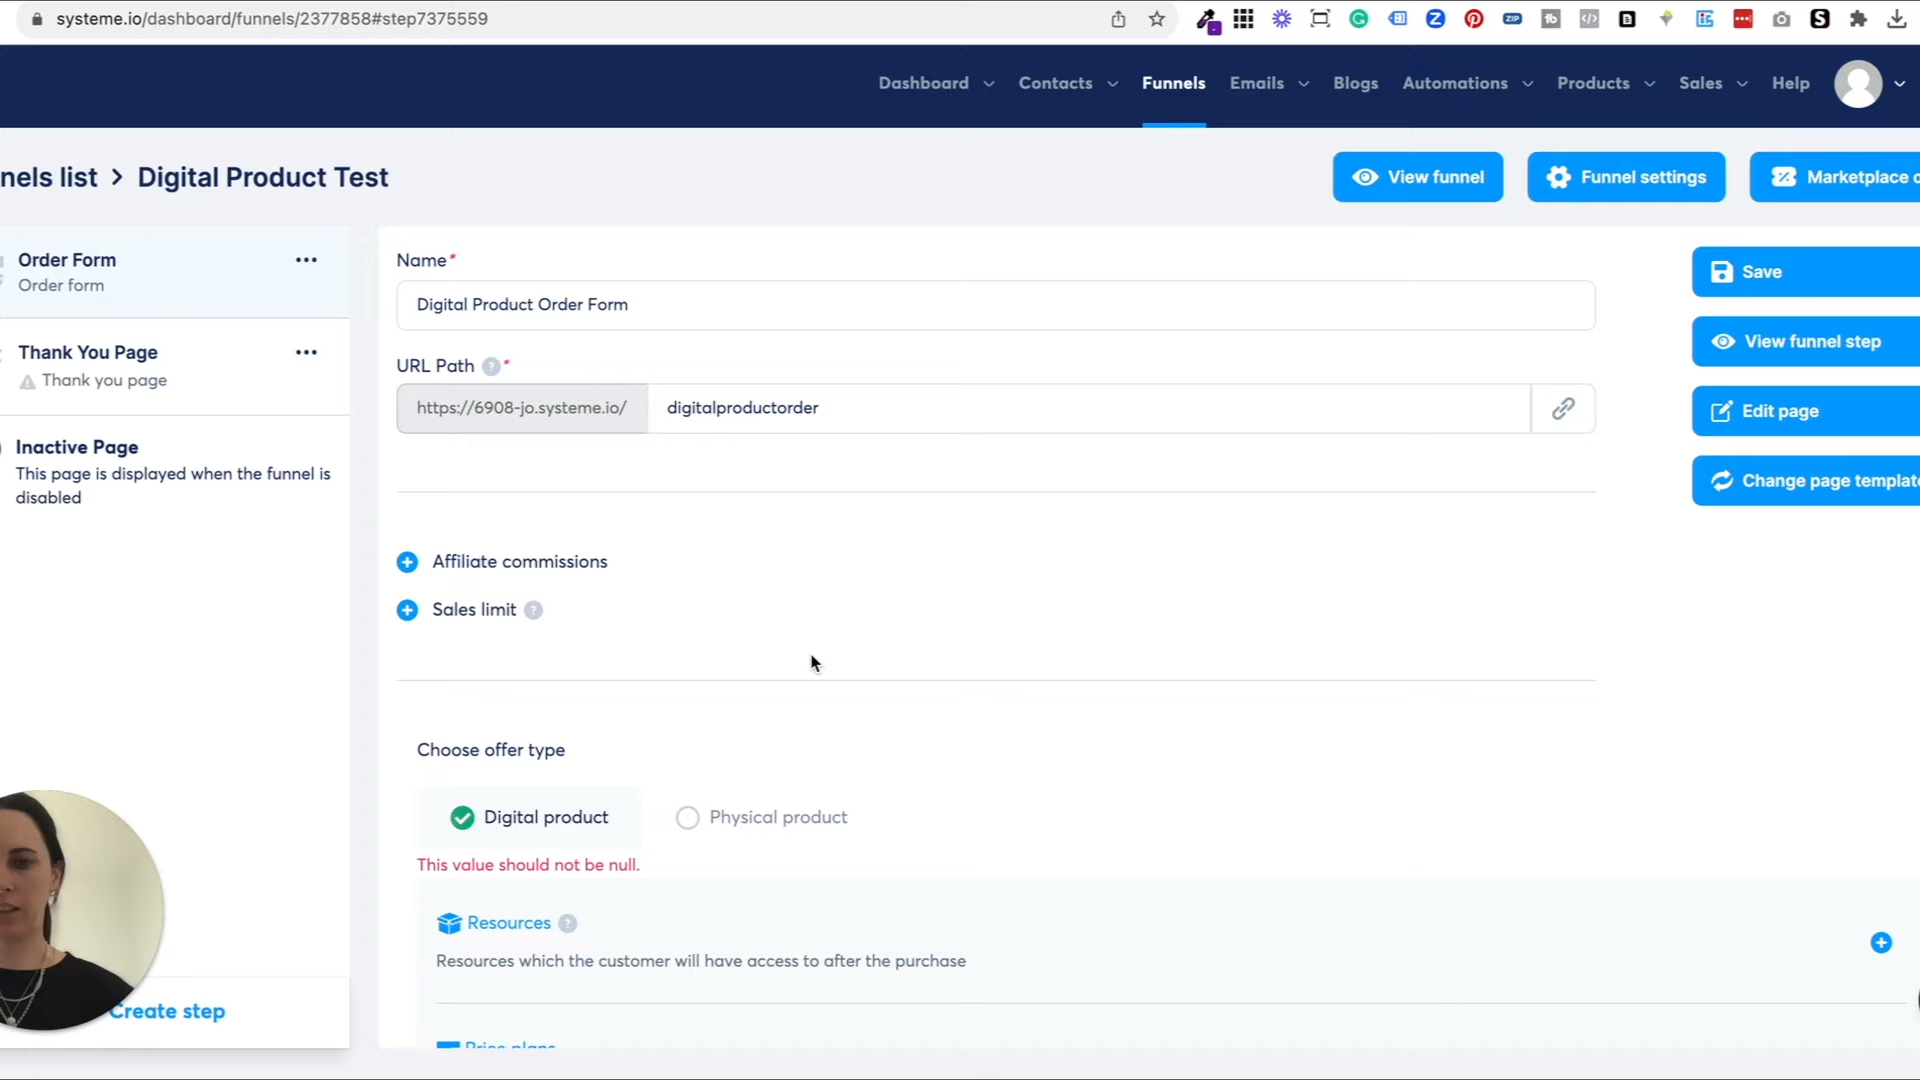 systeme.io/dashboard/funnels/2377858#step7375559
Dashboard Contacts Funnels Emails Blogs Automations Products Sales Help
nels list > Digital Product Test
View funnel
Funnel settings
Marketplace
Order Form
Order form
Thank You Page
Thank you page
Inactive Page
This page is displayed when the funnel is
disabled
Create step
Name*
Digital Product Order Form
URL Path ? *
https://6908-jo.systeme.io/ digitalproductorder
Affiliate commissions
Sales limit ?
Choose offer type
Digital product Physical product
This value should not be null.
Resources ?
Resources which the customer will have access to after the purchase
Price plans
Save
View funnel step
Edit page
Change page template